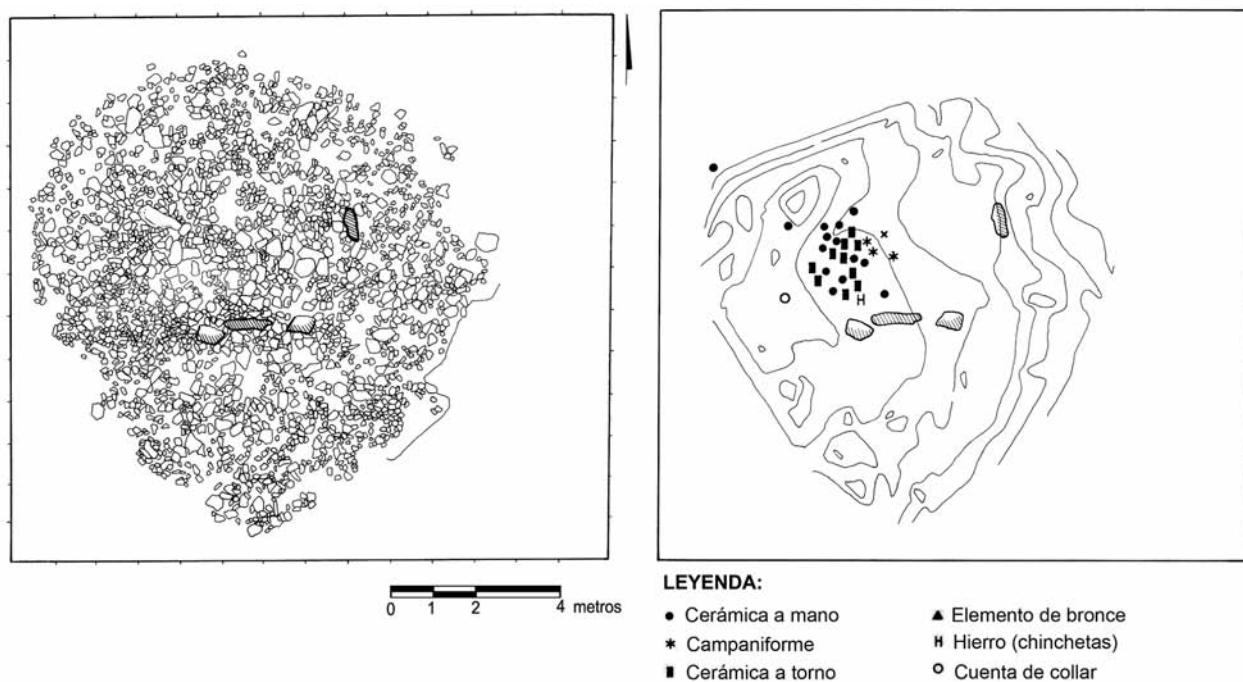 0 1 2 4 metros
LEYENDA:
Cerámica a mano
Campaniforme
Cerámica a torno
Elemento de bronce
Hierro (chinchetas)
Cuenta de collar